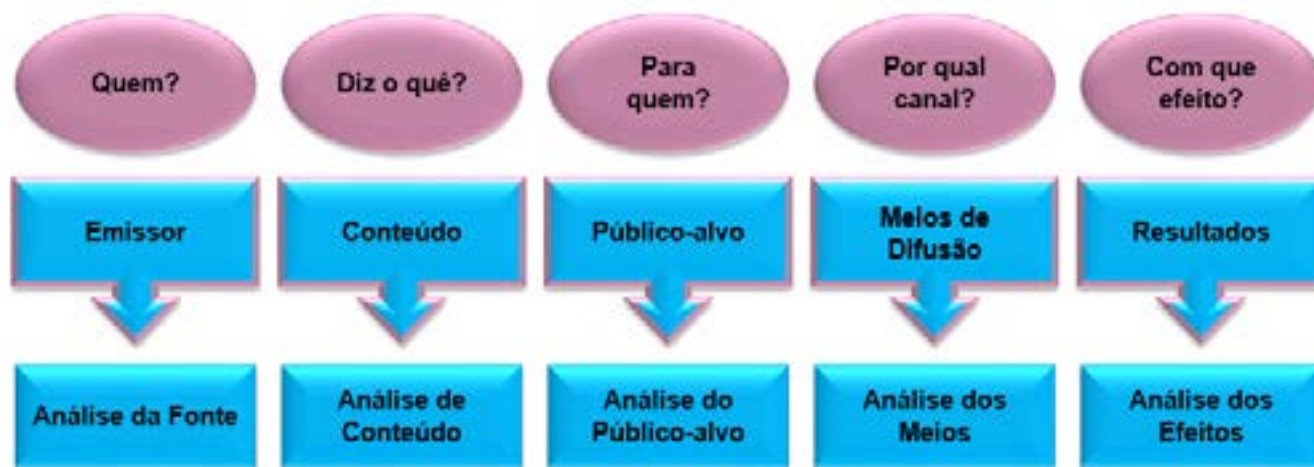 Quem?
Diz o quê?
Para
quem?
Por qual
canal?
Com que
efeito?
Emissor
Conteúdo
Público-alvo
Meios de
Difusão
Resultados
Análise da Fonte
Análise de
Conteúdo
Análise do
Público-alvo
Análise dos
Meios
Análise dos
Efeitos